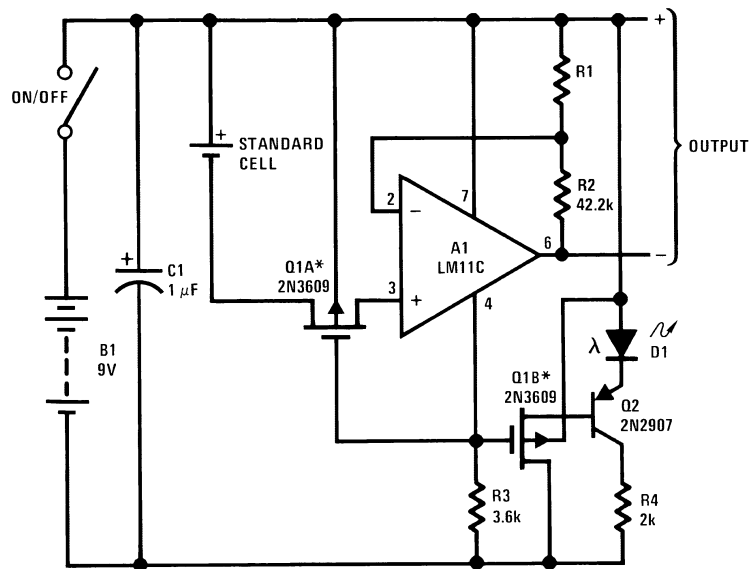 +
R1
ON/OFF
+
STANDARD
CELL
OUTPUT
2
7
R2
42.2k
−
A1
LM11C
6
−
+
C1
1 μF
Q1A*
2N3609
3
+
4
B1
9V
λ
D1
Q1B*
2N3609
Q2
2N2907
R3
3.6k
R4
2k